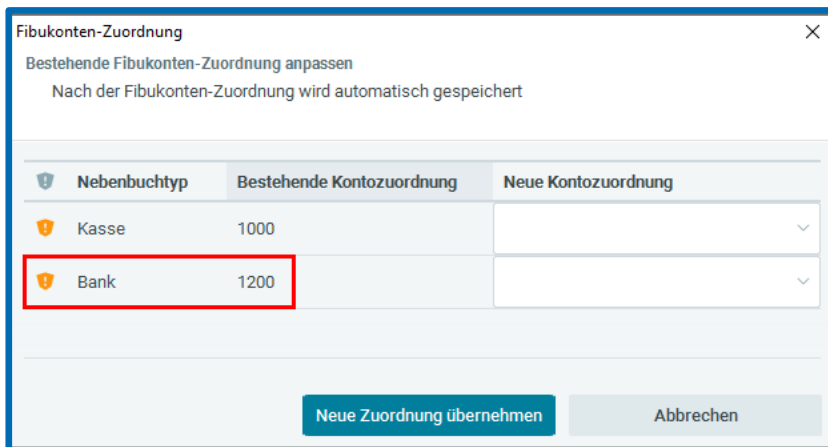 Fibukonten-Zuordnung
Bestehende Fibukonten-Zuordnung anpassen
Nach der Fibukonten-Zuordnung wird automatisch gespeichert
Nebenbuchtyp Bestehende Kontozuordnung Neue Kontozuordnung
Kasse 1000
Bank 1200
Neue Zuordnung übernehmen Abbrechen